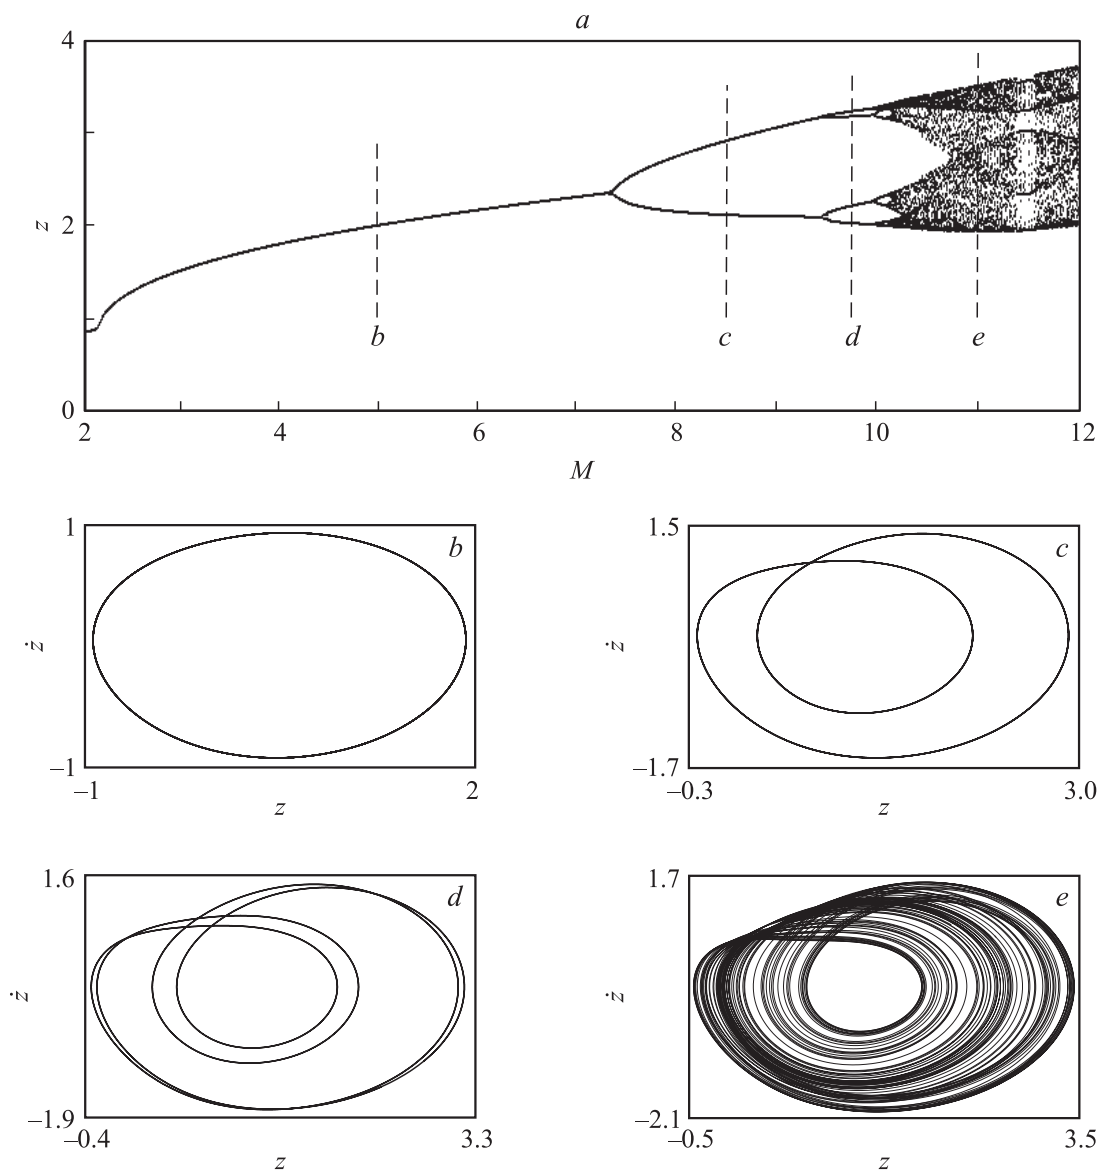 a
4
z
2
b c d e
0
2 4 6 8 10 12
M
1 b
ż
–1
–1 2
z
1.5 c
ż
–1.7
–0.3 3.0
z
1.6 d
ż
–1.9
–0.4 3.3
z
1.7 e
ż
–2.1
–0.5 3.5
z